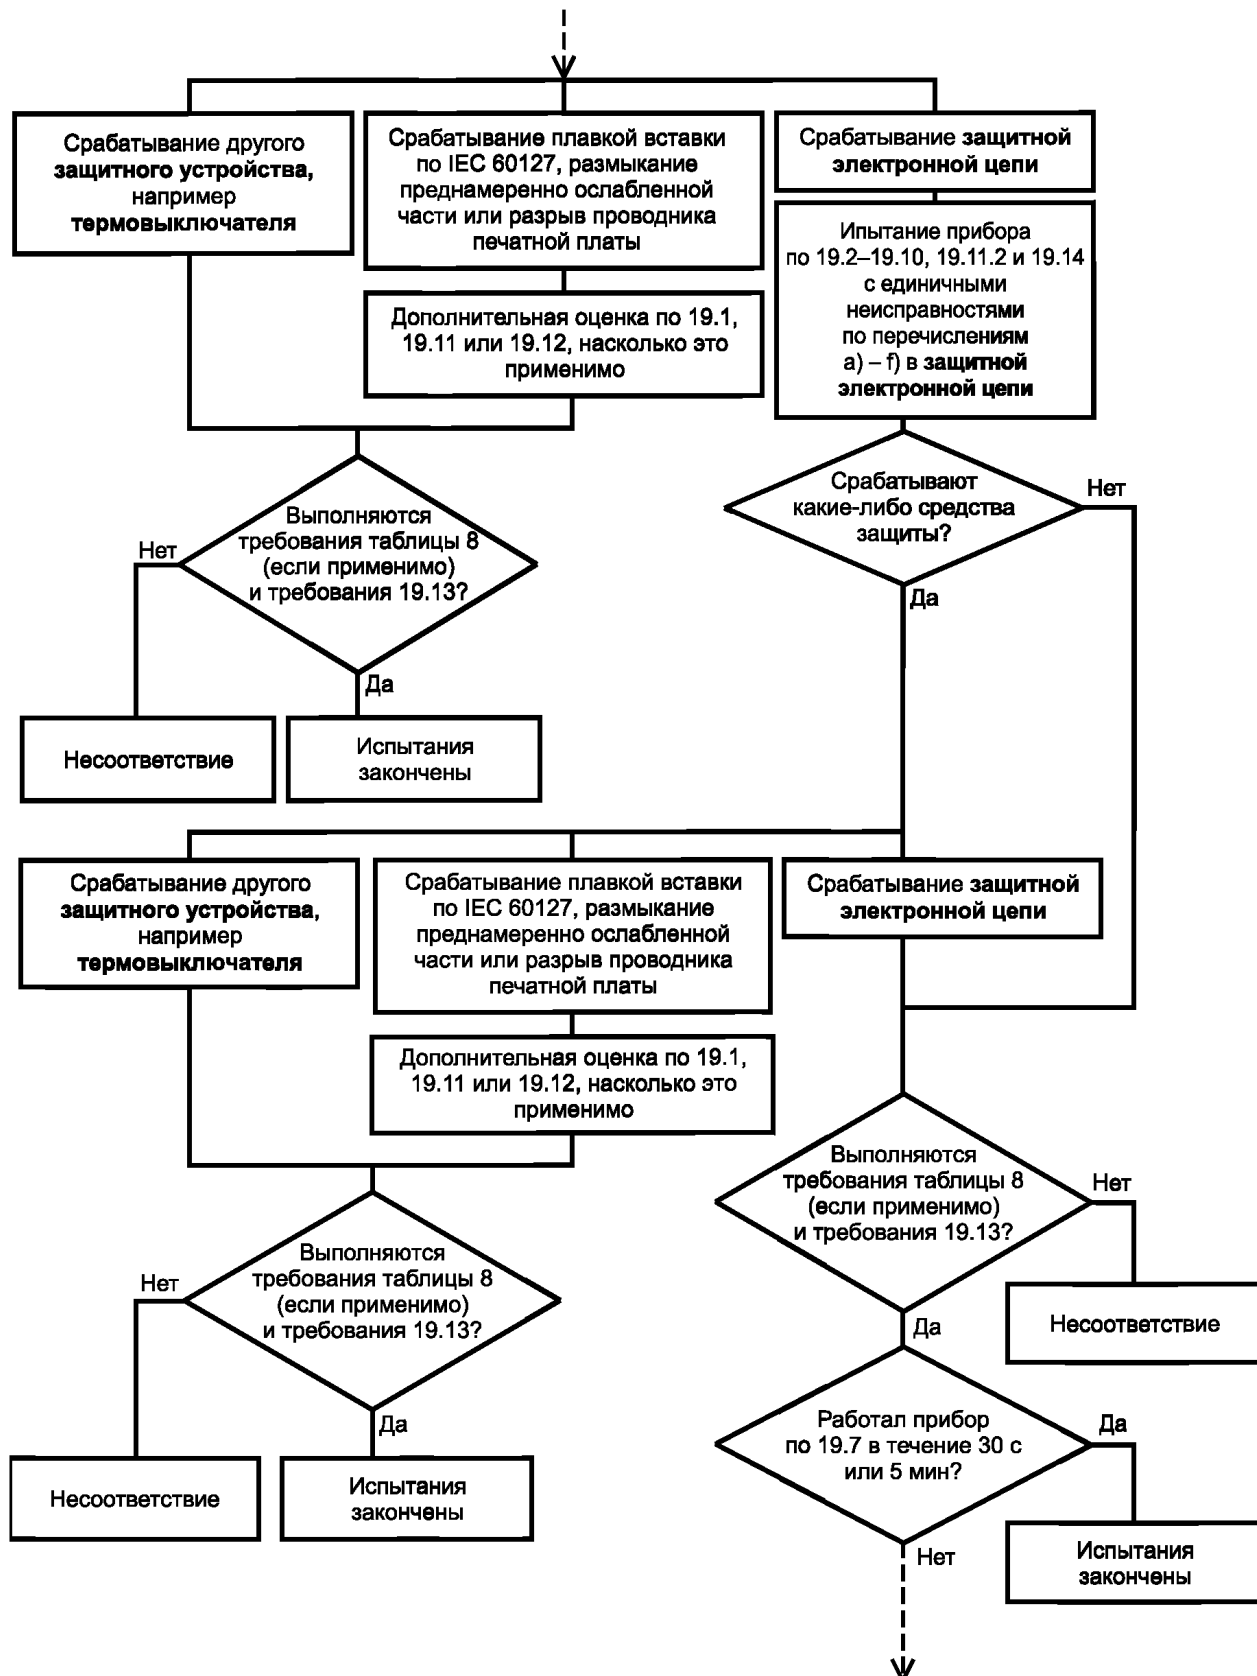 Срабатывание другого
защитного устройства,
например
термовыключателя
Срабатывание плавкой вставки
по IEC 60127, размыкание
преднамеренно ослабленной
части или разрыв проводника
печатной платы
Срабатывание защитной
электронной цепи
Ипытание прибора
по 19.2–19.10, 19.11.2 и 19.14
с единичными
неисправностями
по перечислениям
a) – f) в защитной
электронной цепи
Дополнительная оценка по 19.1,
19.11 или 19.12, насколько это
применимо
Срабатывают
какие-либо средства
защиты?
Нет
Да
Выполняются
требования таблицы 8
(если применимо)
и требования 19.13?
Нет
Да
Несоответствие
Испытания
закончены
Срабатывание другого
защитного устройства,
например
термовыключателя
Срабатывание плавкой вставки
по IEC 60127, размыкание
преднамеренно ослабленной
части или разрыв проводника
печатной платы
Срабатывание защитной
электронной цепи
Дополнительная оценка по 19.1,
19.11 или 19.12, насколько это
применимо
Выполняются
требования таблицы 8
(если применимо)
и требования 19.13?
Нет
Да
Несоответствие
Выполняются
требования таблицы 8
(если применимо)
и требования 19.13?
Нет
Да
Несоответствие
Испытания
закончены
Работал прибор
по 19.7 в течение 30 с
или 5 мин?
Да
Нет
Испытания
закончены